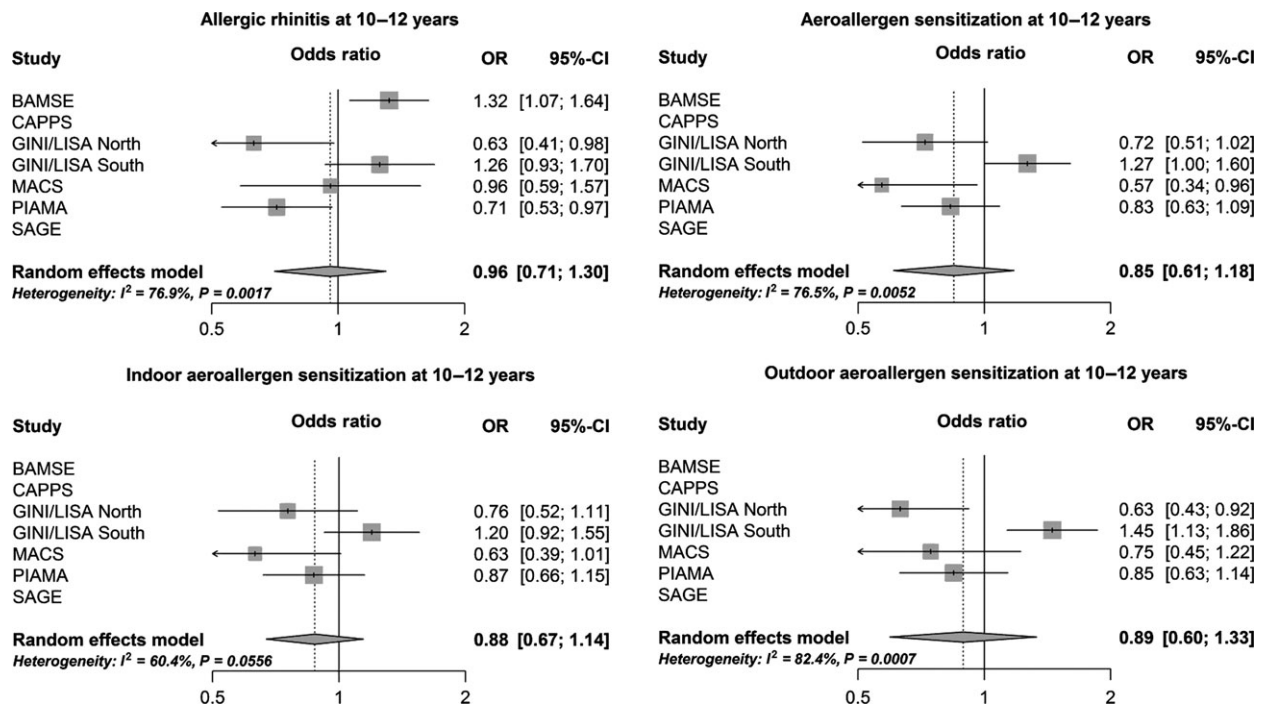 Allergic rhinitis at 10–12 years
Study Odds ratio OR 95%-CI
BAMSE 1.32 [1.07; 1.64]
CAPPS
GINI/LISA North 0.63 [0.41; 0.98]
GINI/LISA South 1.26 [0.93; 1.70]
MACS 0.96 [0.59; 1.57]
PIAMA 0.71 [0.53; 0.97]
SAGE
Random effects model 0.96 [0.71; 1.30]
Heterogeneity: I² = 76.9%, P = 0.0017
0.5 1 2
Aeroallergen sensitization at 10–12 years
Study Odds ratio OR 95%-CI
BAMSE
CAPPS
GINI/LISA North 0.72 [0.51; 1.02]
GINI/LISA South 1.27 [1.00; 1.60]
MACS 0.57 [0.34; 0.96]
PIAMA 0.83 [0.63; 1.09]
SAGE
Random effects model 0.85 [0.61; 1.18]
Heterogeneity: I² = 76.5%, P = 0.0052
0.5 1 2
Indoor aeroallergen sensitization at 10–12 years
Study Odds ratio OR 95%-CI
BAMSE
CAPPS
GINI/LISA North 0.76 [0.52; 1.11]
GINI/LISA South 1.20 [0.92; 1.55]
MACS 0.63 [0.39; 1.01]
PIAMA 0.87 [0.66; 1.15]
SAGE
Random effects model 0.88 [0.67; 1.14]
Heterogeneity: I² = 60.4%, P = 0.0556
0.5 1 2
Outdoor aeroallergen sensitization at 10–12 years
Study Odds ratio OR 95%-CI
BAMSE
CAPPS
GINI/LISA North 0.63 [0.43; 0.92]
GINI/LISA South 1.45 [1.13; 1.86]
MACS 0.75 [0.45; 1.22]
PIAMA 0.85 [0.63; 1.14]
SAGE
Random effects model 0.89 [0.60; 1.33]
Heterogeneity: I² = 82.4%, P = 0.0007
0.5 1 2